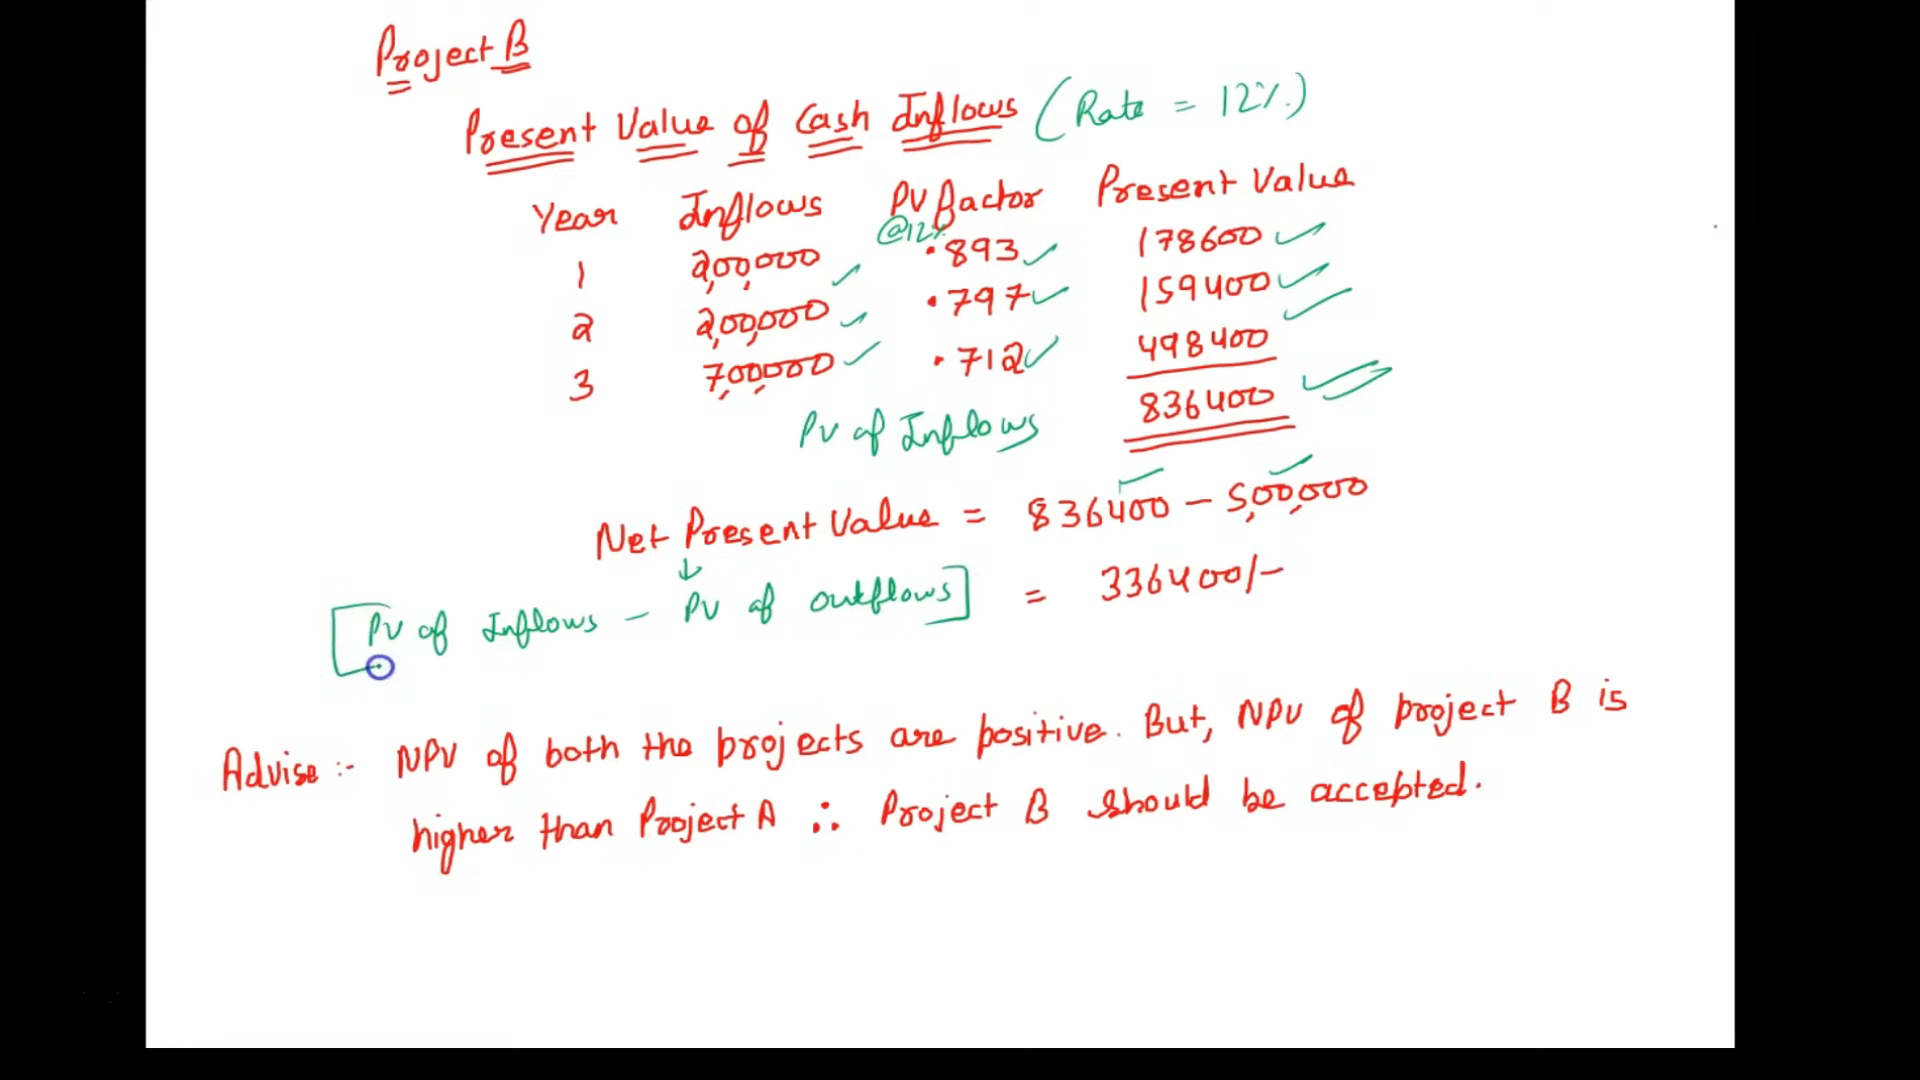 Project B
Present Value of Cash Inflows (Rate = 12%)
Year Inflows PV factor Present Value
@12%
1 2,00,000 .893 178600
2 2,00,000 .797 159400
3 7,00,000 .712 498400
PV of Inflows 836400
Net Present Value = 836400 - 5,00,000
[PV of Inflows - PV of outflows] = 336400/-
Advise :- NPV of both the projects are positive. But, NPV of project B is
higher than Project A ∴ Project B should be accepted.